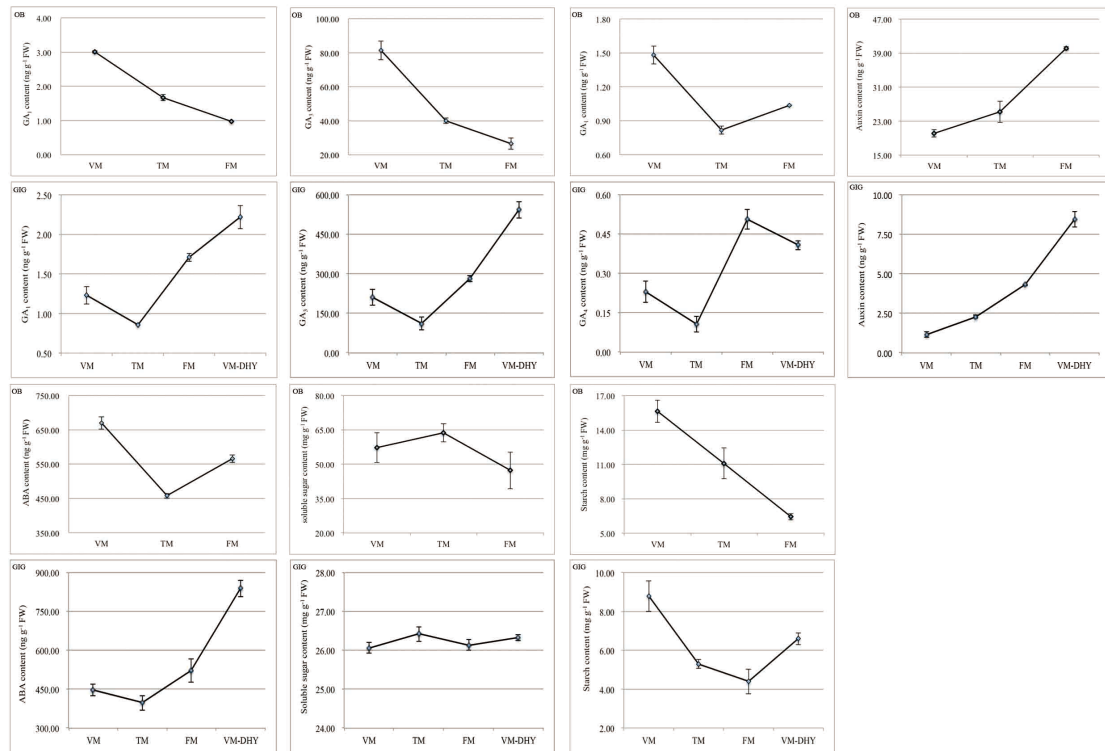 OB
GA₁ content (ng g⁻¹ FW)
4.00
3.00
2.00
1.00
0.00
VM TM FM
OB
GA₃ content (ng g⁻¹ FW)
100.00
80.00
60.00
40.00
20.00
VM TM FM
OB
GA₄ content (ng g⁻¹ FW)
1.80
1.50
1.20
0.90
0.60
VM TM FM
OB
Auxin content (ng g⁻¹ FW)
47.00
39.00
31.00
23.00
15.00
VM TM FM
GIG
GA₁ content (ng g⁻¹ FW)
2.50
2.00
1.50
1.00
0.50
VM TM FM VM-DHY
GIG
GA₃ content (ng g⁻¹ FW)
600.00
450.00
300.00
150.00
0.00
VM TM FM VM-DHY
GIG
GA₄ content (ng g⁻¹ FW)
0.60
0.45
0.30
0.15
0.00
VM TM FM VM-DHY
GIG
Auxin content (ng g⁻¹ FW)
10.00
7.50
5.00
2.50
0.00
VM TM FM VM-DHY
OB
ABA content (ng g⁻¹ FW)
750.00
650.00
550.00
450.00
350.00
VM TM FM
OB
soluble sugar content (mg g⁻¹ FW)
80.00
65.00
50.00
35.00
20.00
VM TM FM
OB
Starch content (mg g⁻¹ FW)
17.00
14.00
11.00
8.00
5.00
VM TM FM
GIG
ABA content (ng g⁻¹ FW)
900.00
750.00
600.00
450.00
300.00
VM TM FM VM-DHY
GIG
Soluble sugar content (mg g⁻¹ FW)
28.00
27.00
26.00
25.00
24.00
VM TM FM VM-DHY
GIG
Starch content (mg g⁻¹ FW)
10.00
8.00
6.00
4.00
2.00
VM TM FM VM-DHY